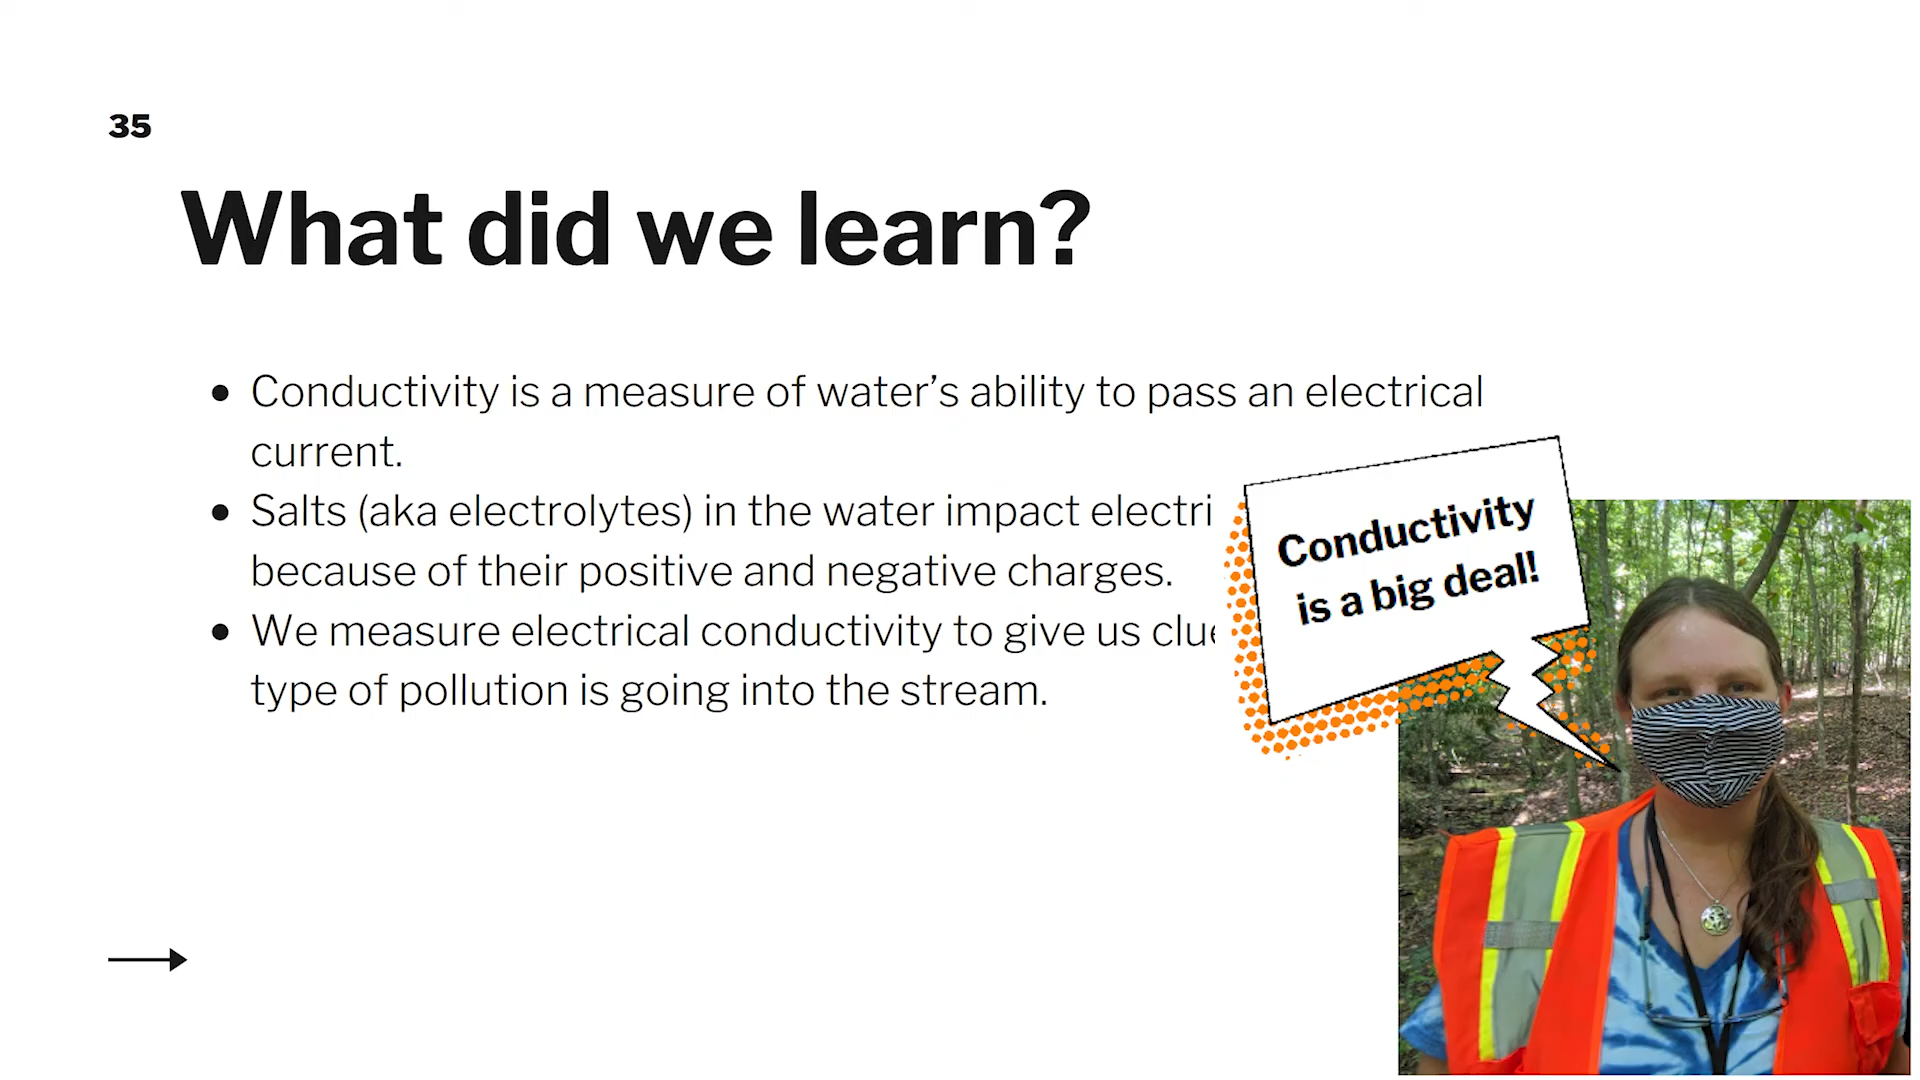 35
What did we learn?
• Conductivity is a measure of water’s ability to pass an electrical
current.
• Salts (aka electrolytes) in the water impact
because of their positive and negative charges.
• We measure electrical conductivity to give us
type of pollution is going into the stream.
Conductivity
is a big deal!